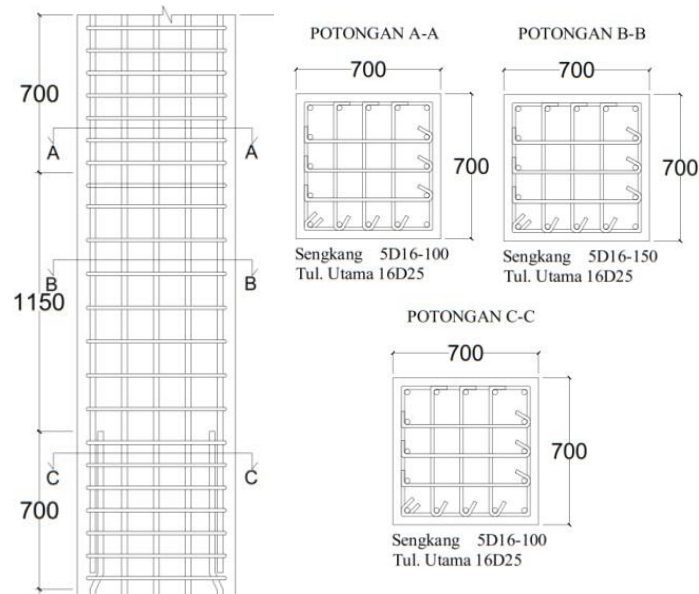 700
A A
B B
1150
C C
700
POTONGAN A-A
700
700
Sengkang 5D16-100
Tul. Utama 16D25
POTONGAN B-B
700
700
Sengkang 5D16-150
Tul. Utama 16D25
POTONGAN C-C
700
700
Sengkang 5D16-100
Tul. Utama 16D25